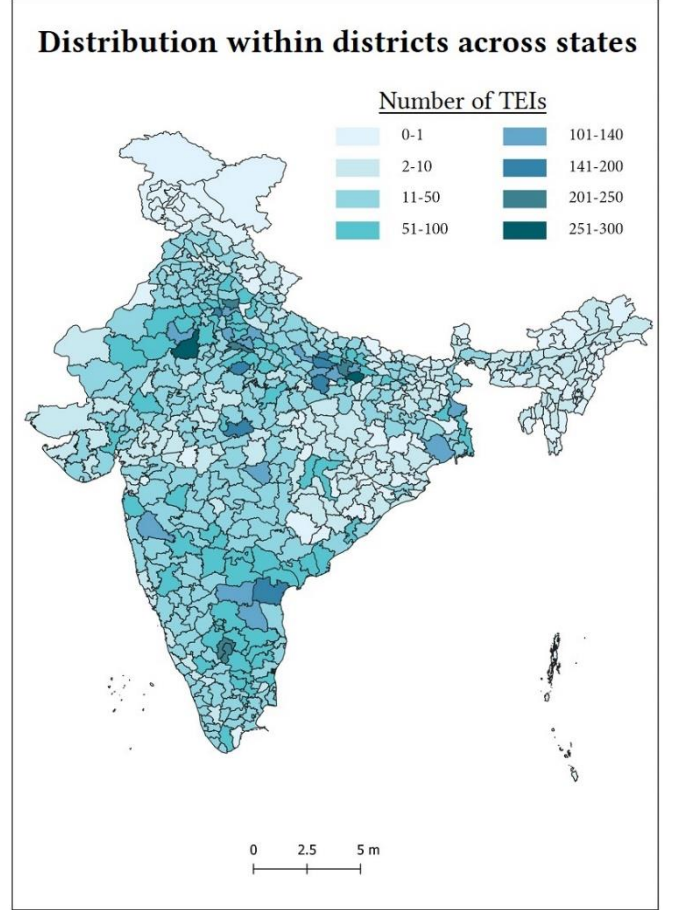 Distribution within districts across states
Number of TEIs
0-1
2-10
11-50
51-100
101-140
141-200
201-250
251-300
0 2.5 5 m